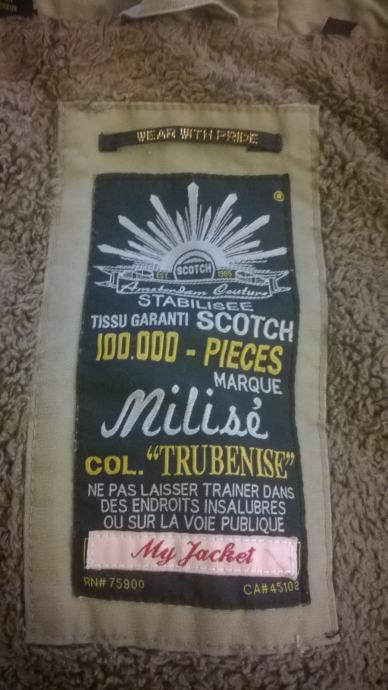 WEAR WITH PRIDE
®
SCOTCH
EST. 1985
Amsterdam Couture
STABILISEE
TISSU GARANTI SCOTCH
100.000 - PIECES
MARQUE
Milisé
COL. "TRUBENISE"
NE PAS LAISSER TRAINER DANS
DES ENDROITS INSALUBRES
OU SUR LA VOIE PUBLIQUE
My Jacket
RN# 75900 CA# 45102